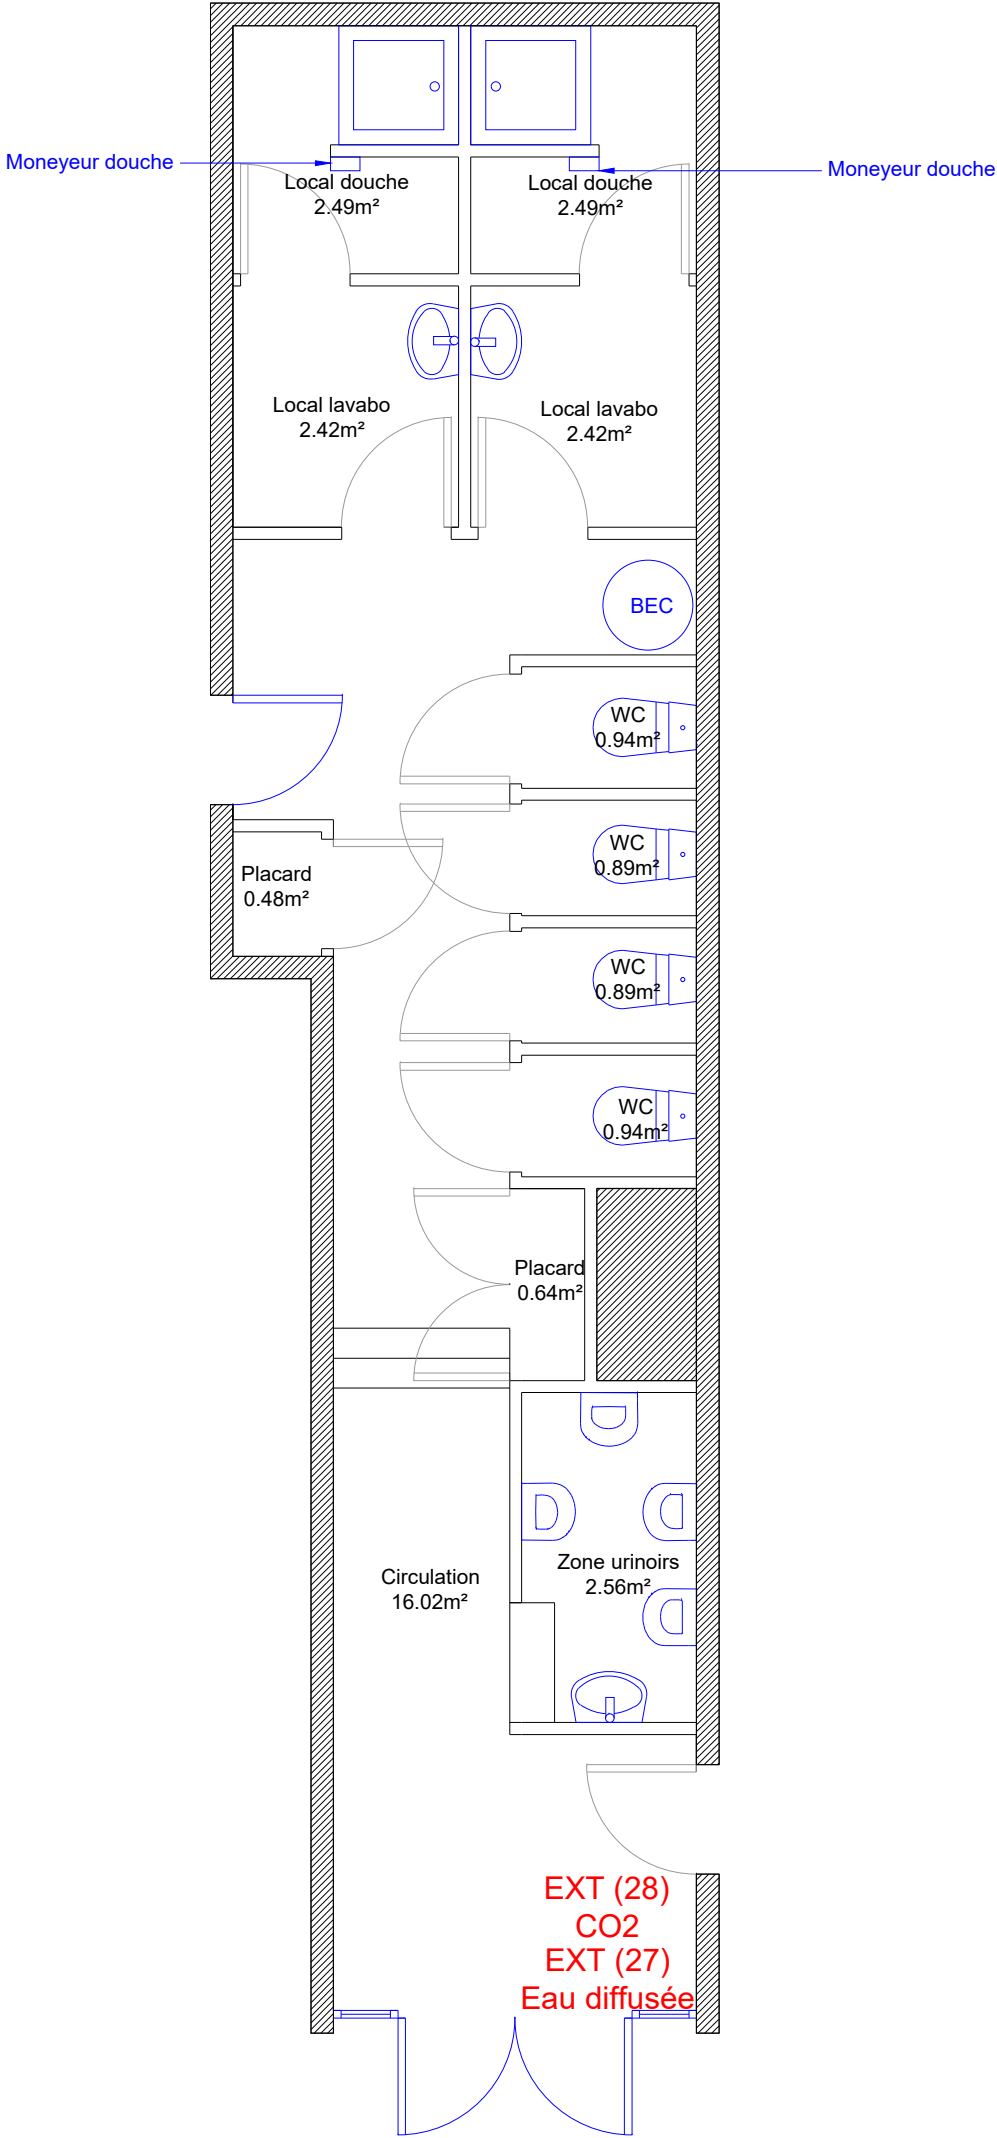 Moneyeur douche
Moneyeur douche
Local douche
2.49m²
Local douche
2.49m²
Local lavabo
2.42m²
Local lavabo
2.42m²
BEC
WC
0.94m²
WC
0.89m²
Placard
0.48m²
WC
0.89m²
WC
0.94m²
Placard
0.64m²
Zone urinoirs
2.56m²
Circulation
16.02m²
EXT (28)
CO2
EXT (27)
Eau diffusée